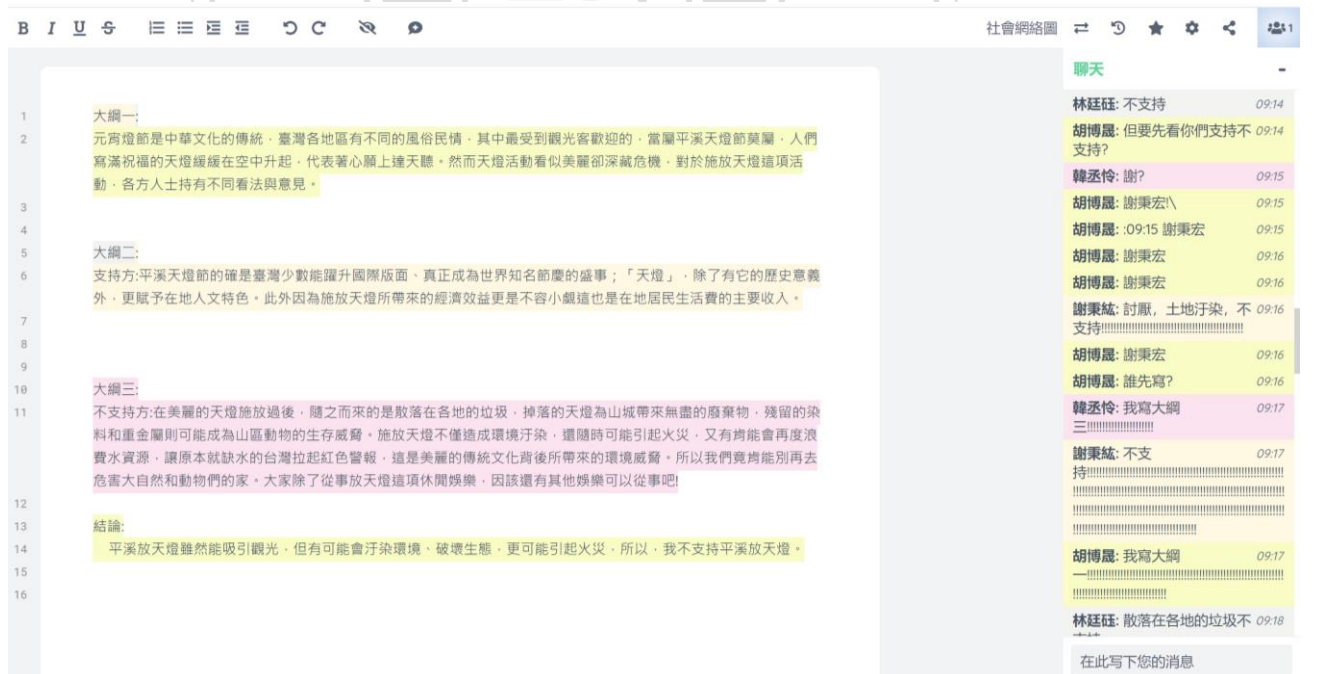 B I U S
社會網絡圖
1
聊天
-
1 大綱一:
2 元宵燈節是中華文化的傳統，臺灣各地區有不同的風俗民情，其中最受到觀光客歡迎的，當屬平溪天燈節莫屬，人們
寫滿祝福的天燈緩緩在空中升起，代表著心願上達天聽。然而天燈活動看似美麗卻深藏危機，對於施放天燈這項活
動，各方人士持有不同看法與意見。
3
4
5 大綱二:
6 支持方:平溪天燈節的確是臺灣少數能躍升國際版面、真正成為世界知名節慶的盛事；「天燈」，除了有它的歷史意義
外，更賦予在地人文特色。此外因為施放天燈所帶來的經濟效益更是不容小覷這也是在地居民生活費的主要收入。
7
8
9
10 大綱三:
11 不支持方:在美麗的天燈施放過後，隨之而來的是散落在各地的垃圾，掉落的天燈為山城帶來無盡的廢棄物，殘留的染
料和重金屬則可能成為山區動物的生存威脅。施放天燈不僅造成環境汙染，還隨時可能引起火災，又有肯能會再度浪
費水資源，讓原本就缺水的台灣拉起紅色警報，這是美麗的傳統文化背後所帶來的環境威脅。所以我們竟肯能別再去
危害大自然和動物們的家。大家除了從事放天燈這項休閒娛樂，因該還有其他娛樂可以從事吧!
12
13 結論:
14 平溪放天燈雖然能吸引觀光，但有可能會汙染環境、破壞生態，更可能引起火災，所以，我不支持平溪放天燈。
15
16
林廷砡: 不支持 09:14
胡博晟: 但要先看你們支持不 09:14
支持?
韓丞怜: 謝? 09:15
胡博晟: 謝秉宏!\ 09:15
胡博晟: :09:15 謝秉宏 09:15
胡博晟: 謝秉宏 09:16
胡博晟: 謝秉宏 09:16
謝秉紘: 討厭，土地汙染，不 09:16
支持!!!!!!!!!!!!!!!!!!!!!!!!!!!!!!!!!!!!!!!!!!!!
胡博晟: 謝秉宏 09:16
胡博晟: 誰先寫? 09:16
韓丞怜: 我寫大綱 09:17
三!!!!!!!!!!!!!!!!!!!!!
謝秉紘: 不支 09:17
持!!!!!!!!!!!!!!!!!!!!!!!!!!!!!!!!!!!!!!!!!!!!!!!!!!!!!!!!!!!!
!!!!!!!!!!!!!!!!!!!!!!!!!!!!!!!!!!!!!!!!!!!!!!!!!!!!!!!!!!!!!!!!
!!!!!!!!!!!!!!!!!!!!!!!!!!!!!!!!!!!!!!!!!!!!!!!!!!!!!!!!!!!!!!!!
!!!!!!!!!!!!!!!!!!!!!!!!!!!!!!!!!!!!!
胡博晟: 我寫大綱 09:17
一!!!!!!!!!!!!!!!!!!!!!!!!!!!!!!!!!!!!!!!!!!!!!!!!!!!!!!!!!!!!
!!!!!!!!!!!!!!!!!!!!!!!!!!!!
林廷砡: 散落在各地的垃圾不 09:18
在此写下您的消息